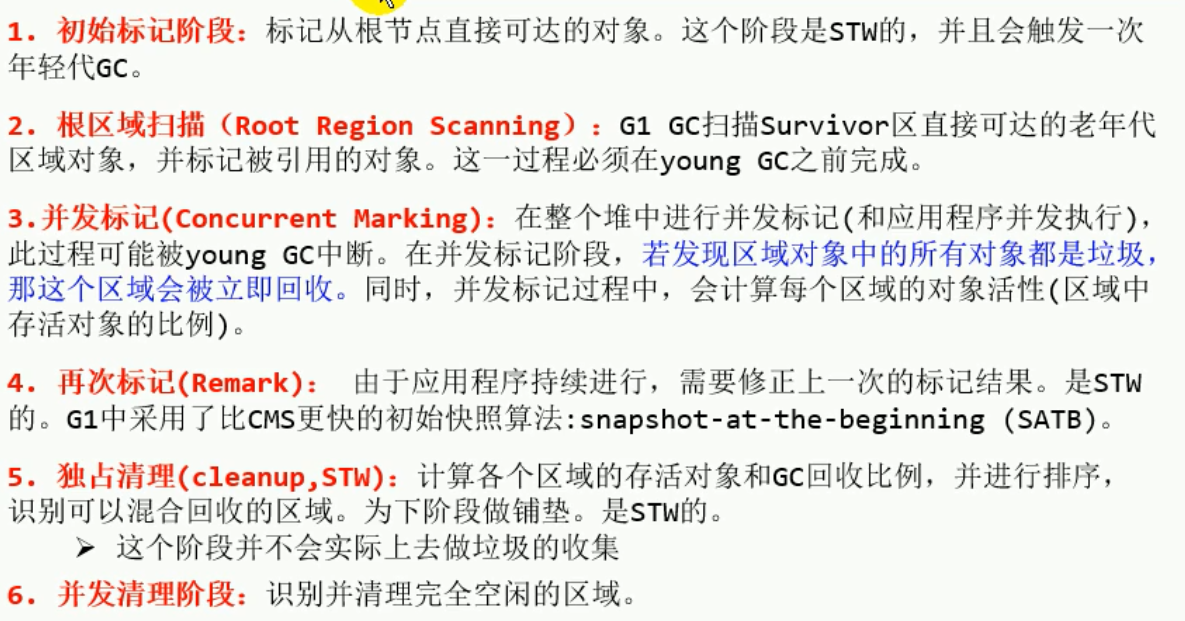 1. 初始标记阶段：标记从根节点直接可达的对象。这个阶段是STW的，并且会触发一次
年轻代GC。
2. 根区域扫描（Root Region Scanning）：G1 GC扫描Survivor区直接可达的老年代
区域对象，并标记被引用的对象。这一过程必须在young GC之前完成。
3.并发标记(Concurrent Marking)：在整个堆中进行并发标记(和应用程序并发执行)，
此过程可能被young GC中断。在并发标记阶段，若发现区域对象中的所有对象都是垃圾，
那这个区域会被立即回收。同时，并发标记过程中，会计算每个区域的对象活性(区域中
存活对象的比例)。
4. 再次标记(Remark)： 由于应用程序持续进行，需要修正上一次的标记结果。是STW
的。G1中采用了比CMS更快的初始快照算法:snapshot-at-the-beginning (SATB)。
5. 独占清理(cleanup,STW)：计算各个区域的存活对象和GC回收比例，并进行排序，
识别可以混合回收的区域。为下阶段做铺垫。是STW的。
➢ 这个阶段并不会实际上去做垃圾的收集
6. 并发清理阶段：识别并清理完全空闲的区域。